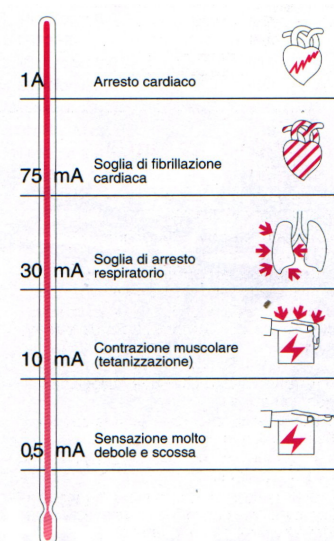 1A Arresto cardiaco
Soglia di fibrillazione
75 mA cardiaca
Soglia di arresto
30 mA respiratorio
Contrazione muscolare
10 mA (tetanizzazione)
Sensazione molto
0,5 mA debole e scossa